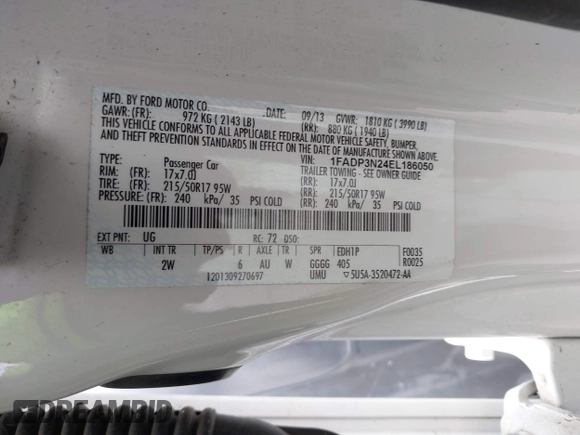 MFD. BY FORD MOTOR CO.
DATE: 09/13 GVWR: 1810 KG (3990 LB)
GAWR: (FR): 972 KG (2143 LB) (RR): 880 KG (1940 LB)
THIS VEHICLE CONFORMS TO ALL APPLICABLE FEDERAL MOTOR VEHICLE SAFETY, BUMPER,
AND THEFT PREVENTION STANDARDS IN EFFECT ON THE DATE OF MANUFACTURE SHOWN ABOVE.
VIN: 1FADP3N24EL186050
TYPE: Passenger Car TRAILER TOWING - SEE OWNER GUIDE
RIM: (FR): 17x7.0J (RR): 17x7.0J
TIRE: (FR): 215/50R17 95W (RR): 215/50R17 95W
PRESSURE: (FR): 240 kPa/ 35 PSI COLD (RR): 240 kPa/ 35 PSI COLD
EXT PNT: UG RC: 72 DSO: F0035
WB INT TR TP/PS R AXLE TR SPR EDH1P R0025
2W 6 AU W GGGG 405
1201309270697 UMU ▽5U5A-3520472-AA
DREAMBID